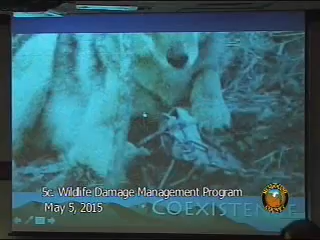 5c. Wildlife Damage Management Program
May 5, 2015
• COEXISTENCE